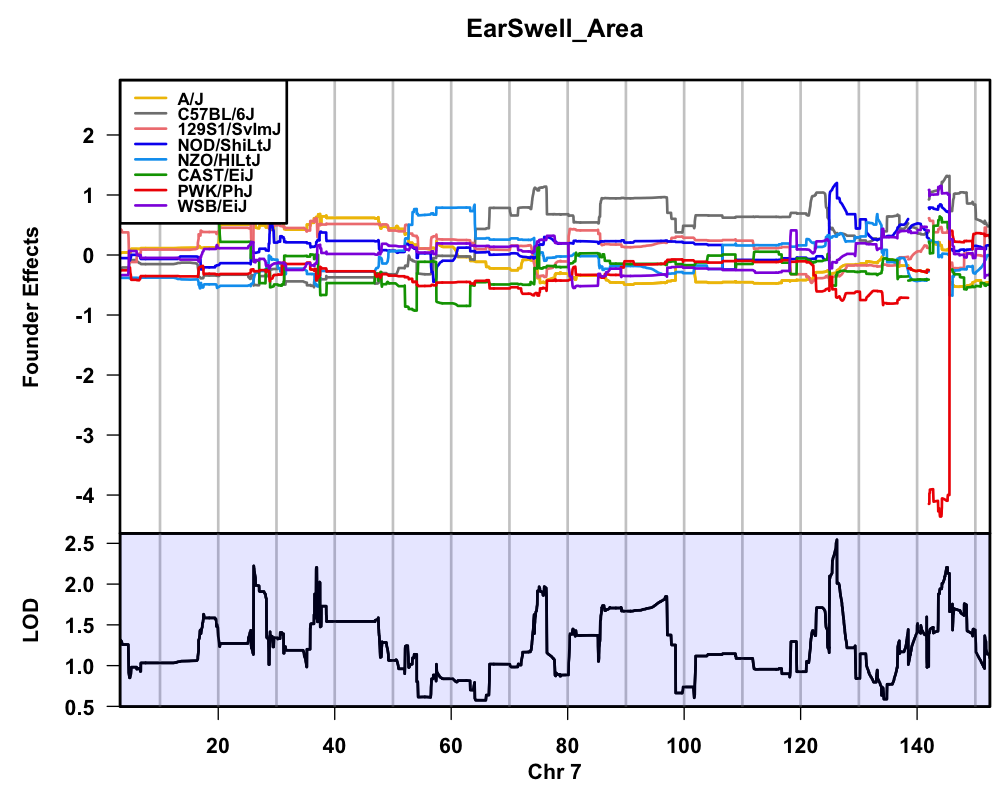 EarSwell_Area
A/J
C57BL/6J
129S1/SvImJ
NOD/ShiLtJ
NZO/HlLtJ
CAST/EiJ
PWK/PhJ
WSB/EiJ
2
1
0
-1
-2
-3
-4
Founder Effects
2.5
2.0
1.5
1.0
0.5
LOD
20 40 60 80 100 120 140
Chr 7